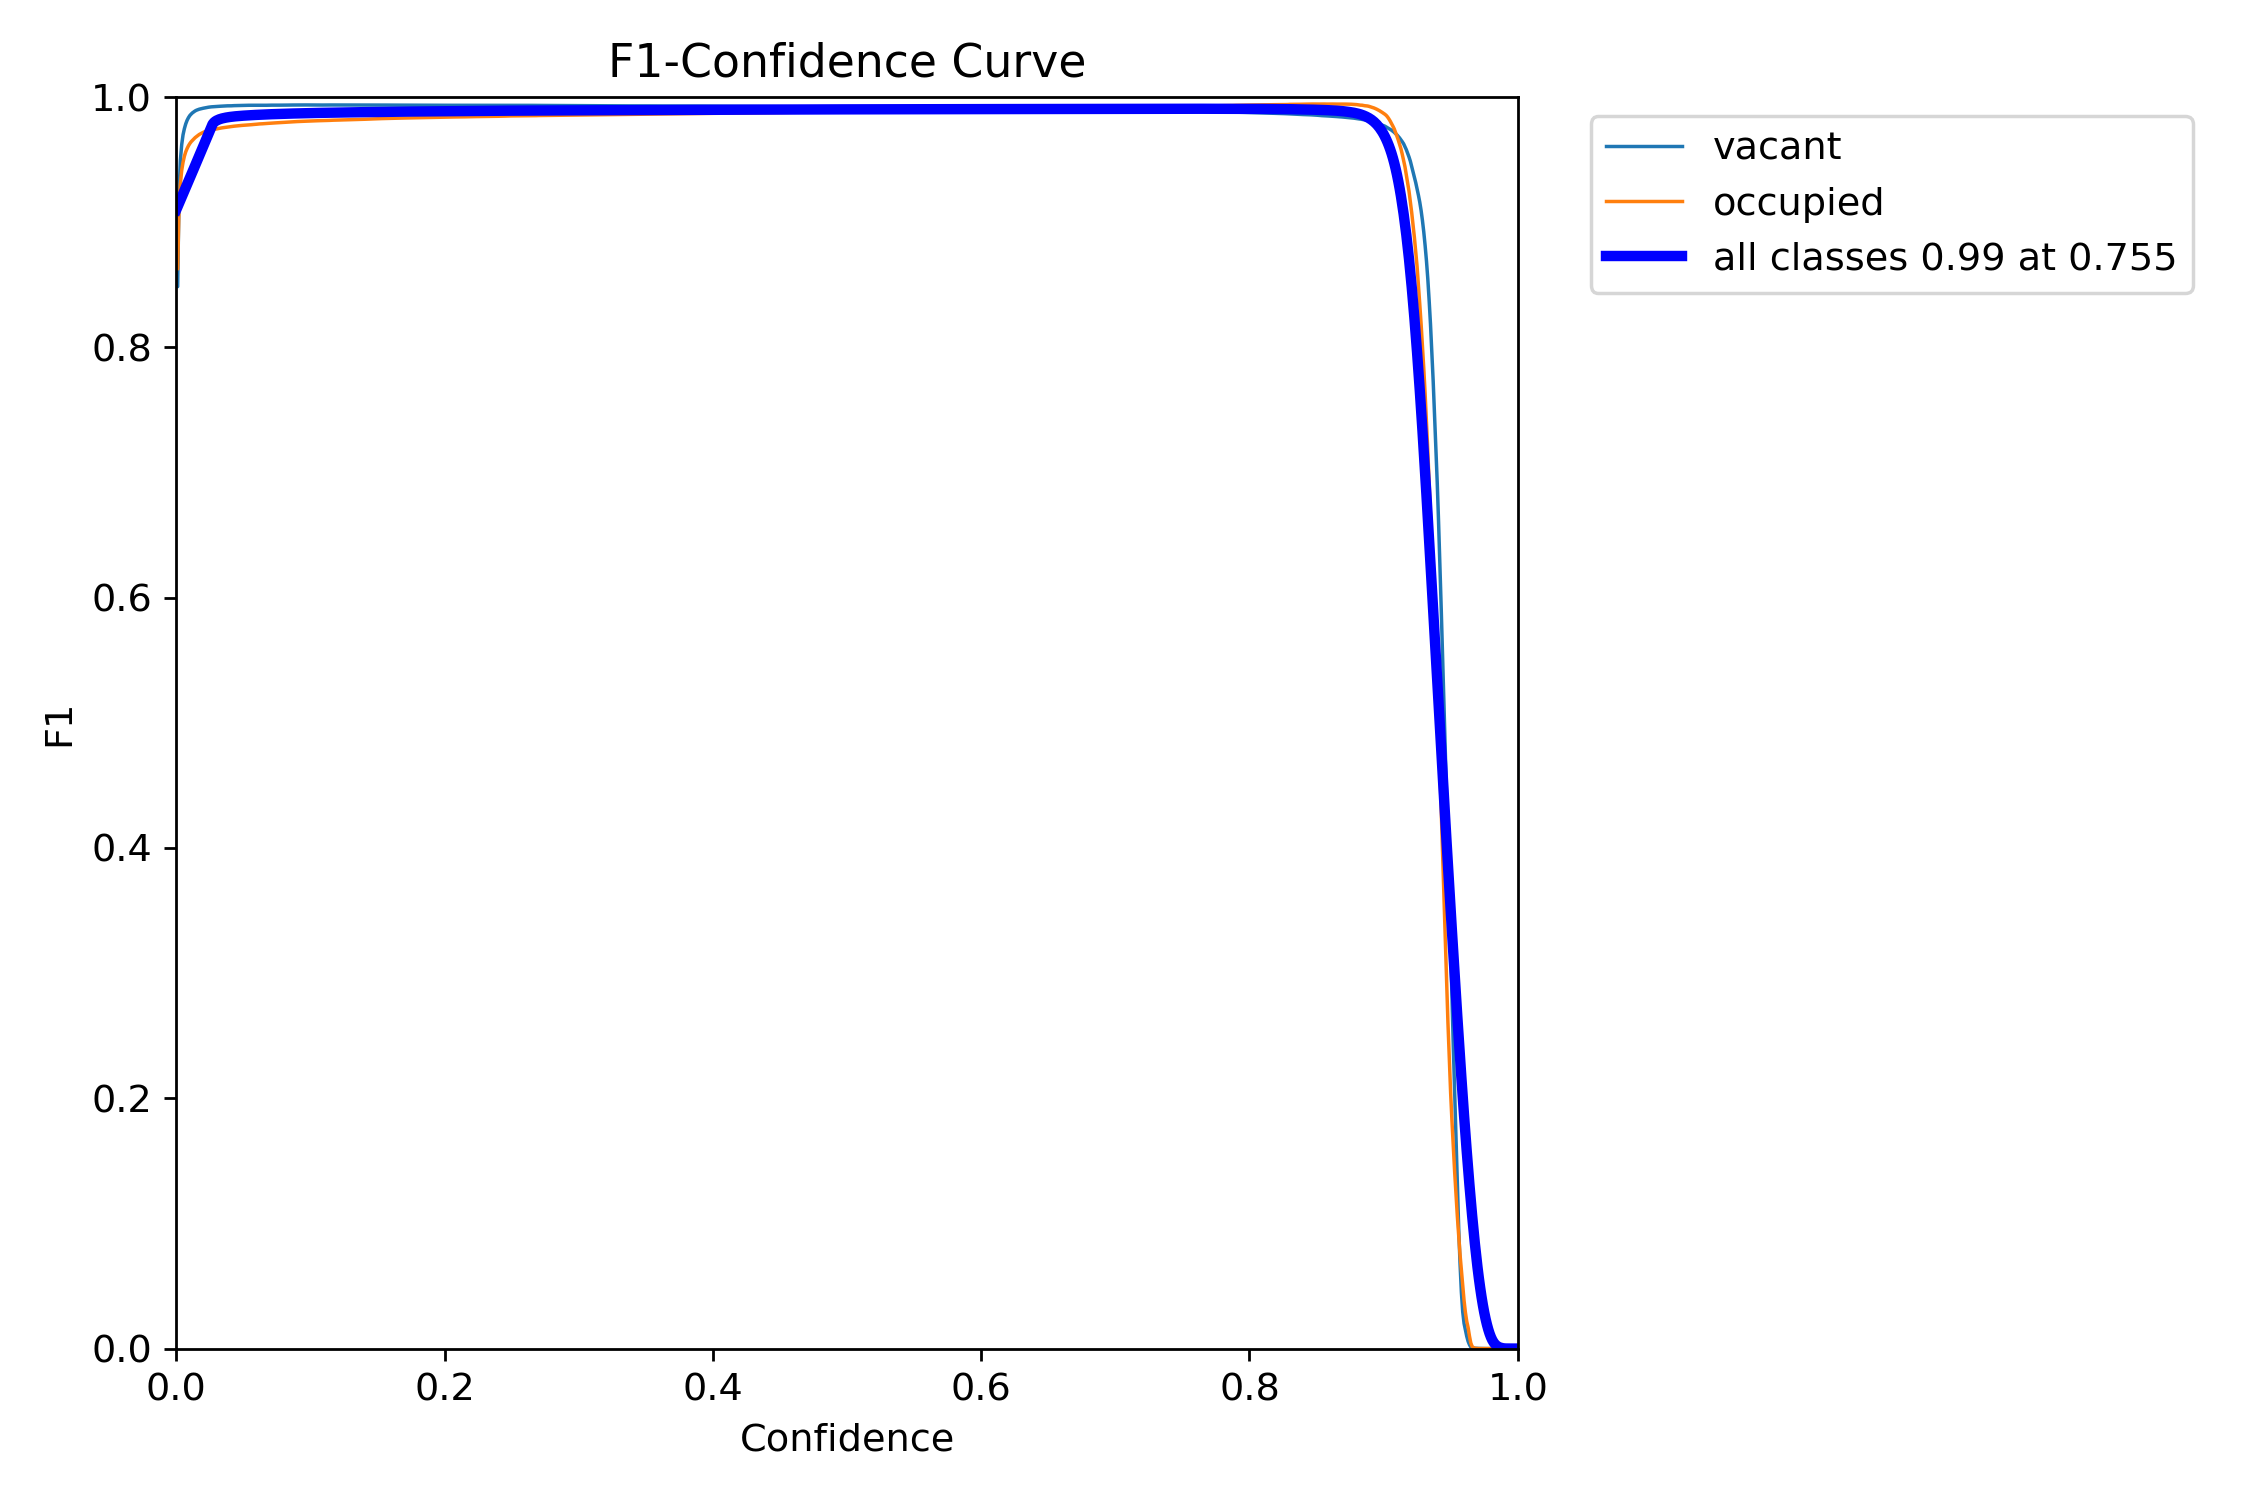 F1-Confidence Curve
1.0
0.8
0.6
0.4
0.2
0.0
F1
0.0 0.2 0.4 0.6 0.8 1.0
Confidence
vacant
occupied
all classes 0.99 at 0.755